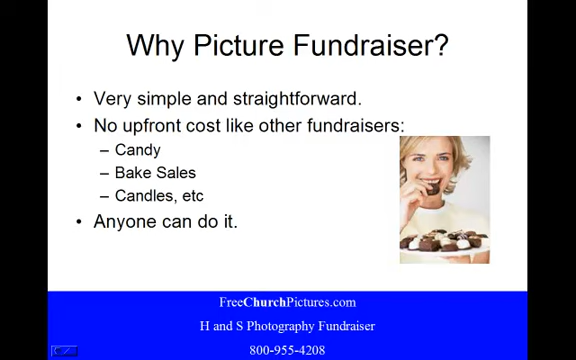 Why Picture Fundraiser?
• Very simple and straightforward.
• No upfront cost like other fundraisers:
– Candy
– Bake Sales
– Candles, etc
• Anyone can do it.
FreeChurchPictures.com
H and S Photography Fundraiser
800-955-4208